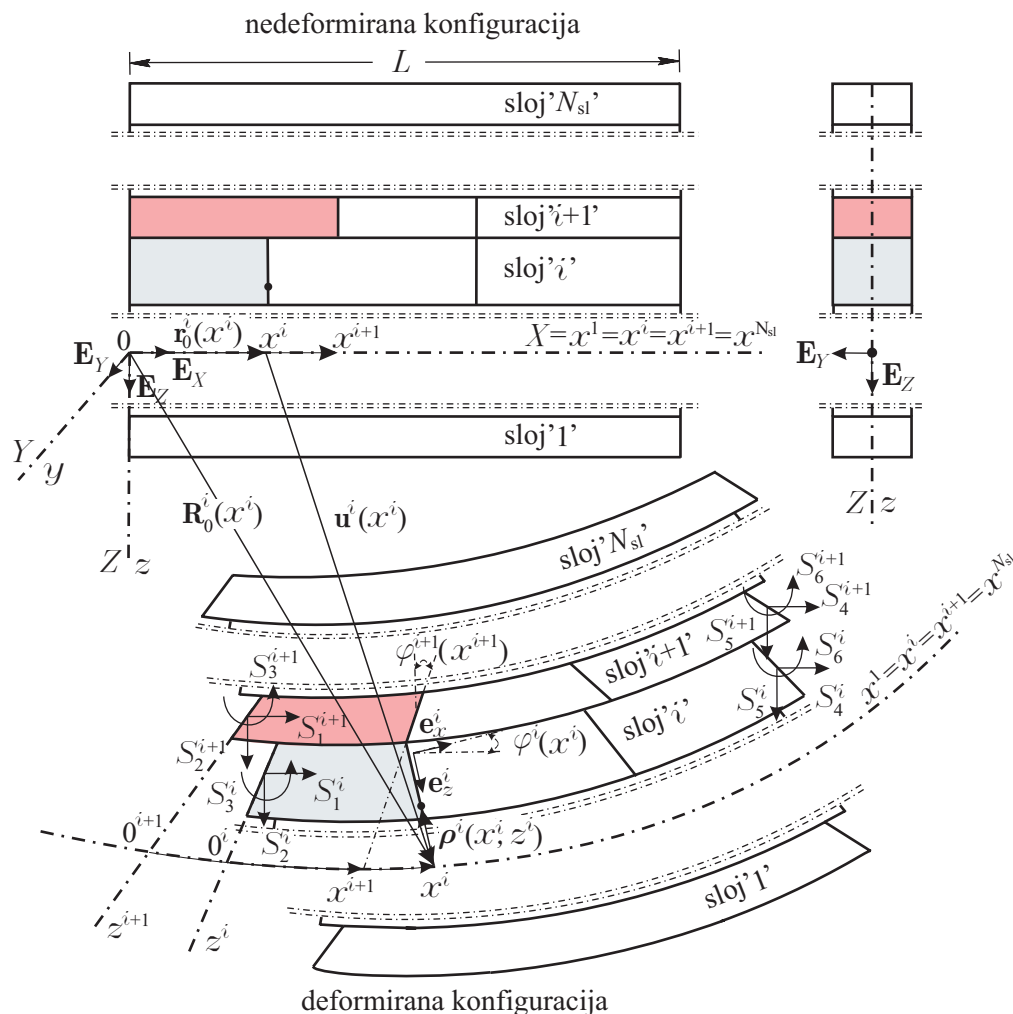 nedeformirana konfiguracija
L
sloj'N_sl'
sloj'i+1'
sloj'i'
0 r_0^i(x^i) x^i x^{i+1} X=x^1=x^i=x^{i+1}=x^{N_sl}
E_Y E_X E_Z
E_Y E_Z
sloj'1'
Y y
R_0^i(x^i) u^i(x^i)
Z z
Z z
sloj'N_sl'
S_6^{i+1} S_4^{i+1} S_5^{i+1}
S_6^i S_4^i S_5^i
x^1=x^i=x^{i+1}=x^{N_sl}
φ^{i+1}(x^{i+1})
sloj'i+1'
sloj'i'
S_3^{i+1} S_1^{i+1} S_2^{i+1}
e_x^i φ^i(x^i)
e_z^i
S_3^i S_1^i S_2^i
ρ^i(x^i, z^i)
0^{i+1} 0^i
x^{i+1} x^i
z^{i+1} z^i
sloj'1'
deformirana konfiguracija